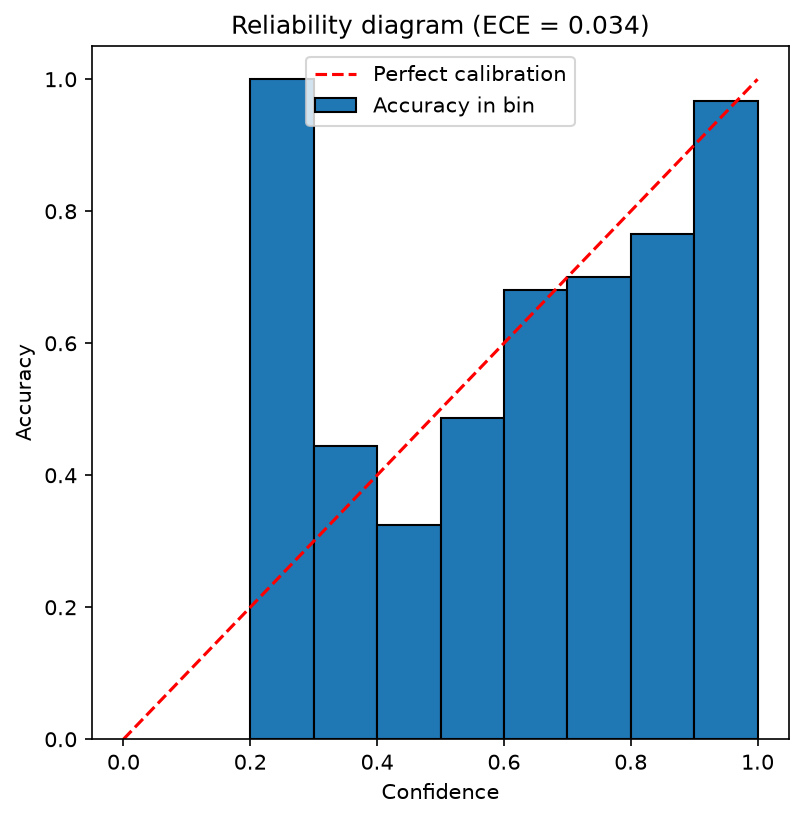 Reliability diagram (ECE = 0.034)
Perfect calibration
Accuracy in bin
Accuracy
1.0
0.8
0.6
0.4
0.2
0.0
0.0 0.2 0.4 0.6 0.8 1.0
Confidence